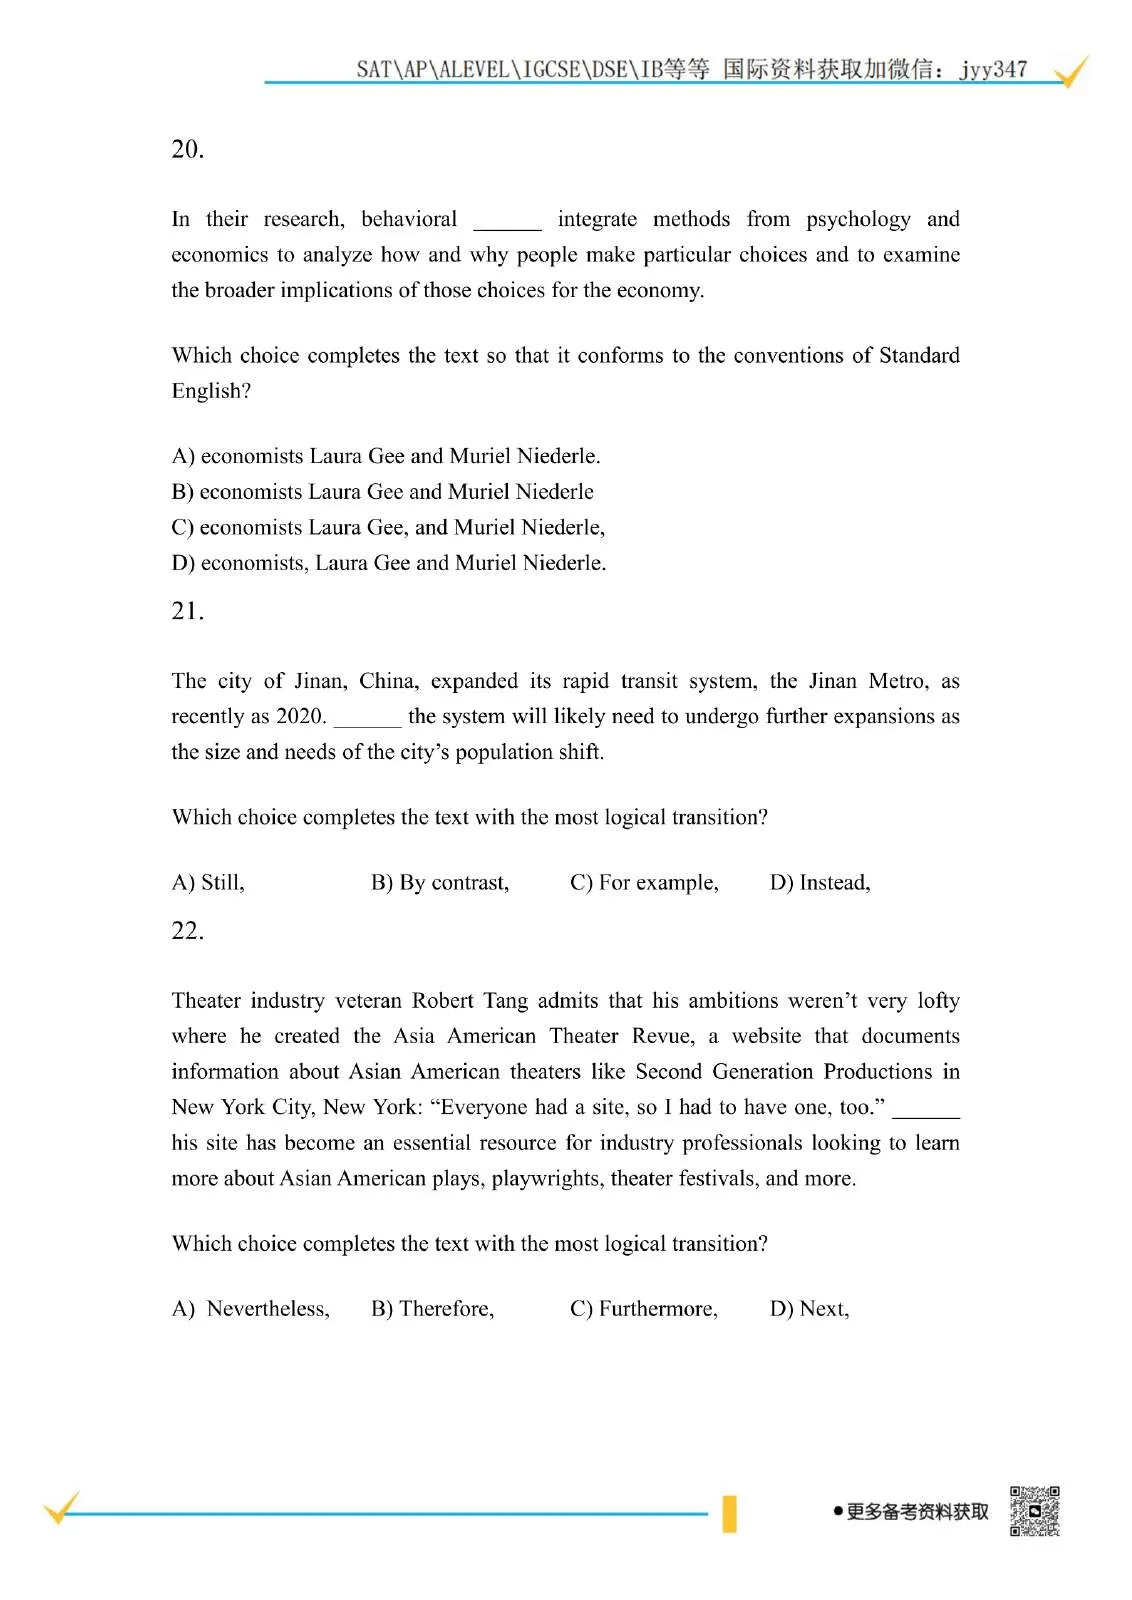 SAT\AP\ALEVEL\IGCSE\DSE\IB等等 国际资料获取加微信：jyy347
20.
In their research, behavioral ______ integrate methods from psychology and
economics to analyze how and why people make particular choices and to examine
the broader implications of those choices for the economy.
Which choice completes the text so that it conforms to the conventions of Standard
English?
A) economists Laura Gee and Muriel Niederle.
B) economists Laura Gee and Muriel Niederle
C) economists Laura Gee, and Muriel Niederle,
D) economists, Laura Gee and Muriel Niederle.
21.
The city of Jinan, China, expanded its rapid transit system, the Jinan Metro, as
recently as 2020. ______ the system will likely need to undergo further expansions as
the size and needs of the city’s population shift.
Which choice completes the text with the most logical transition?
A) Still, B) By contrast, C) For example, D) Instead,
22.
Theater industry veteran Robert Tang admits that his ambitions weren’t very lofty
where he created the Asia American Theater Revue, a website that documents
information about Asian American theaters like Second Generation Productions in
New York City, New York: “Everyone had a site, so I had to have one, too.” ______
his site has become an essential resource for industry professionals looking to learn
more about Asian American plays, playwrights, theater festivals, and more.
Which choice completes the text with the most logical transition?
A) Nevertheless, B) Therefore, C) Furthermore, D) Next,
●更多备考资料获取